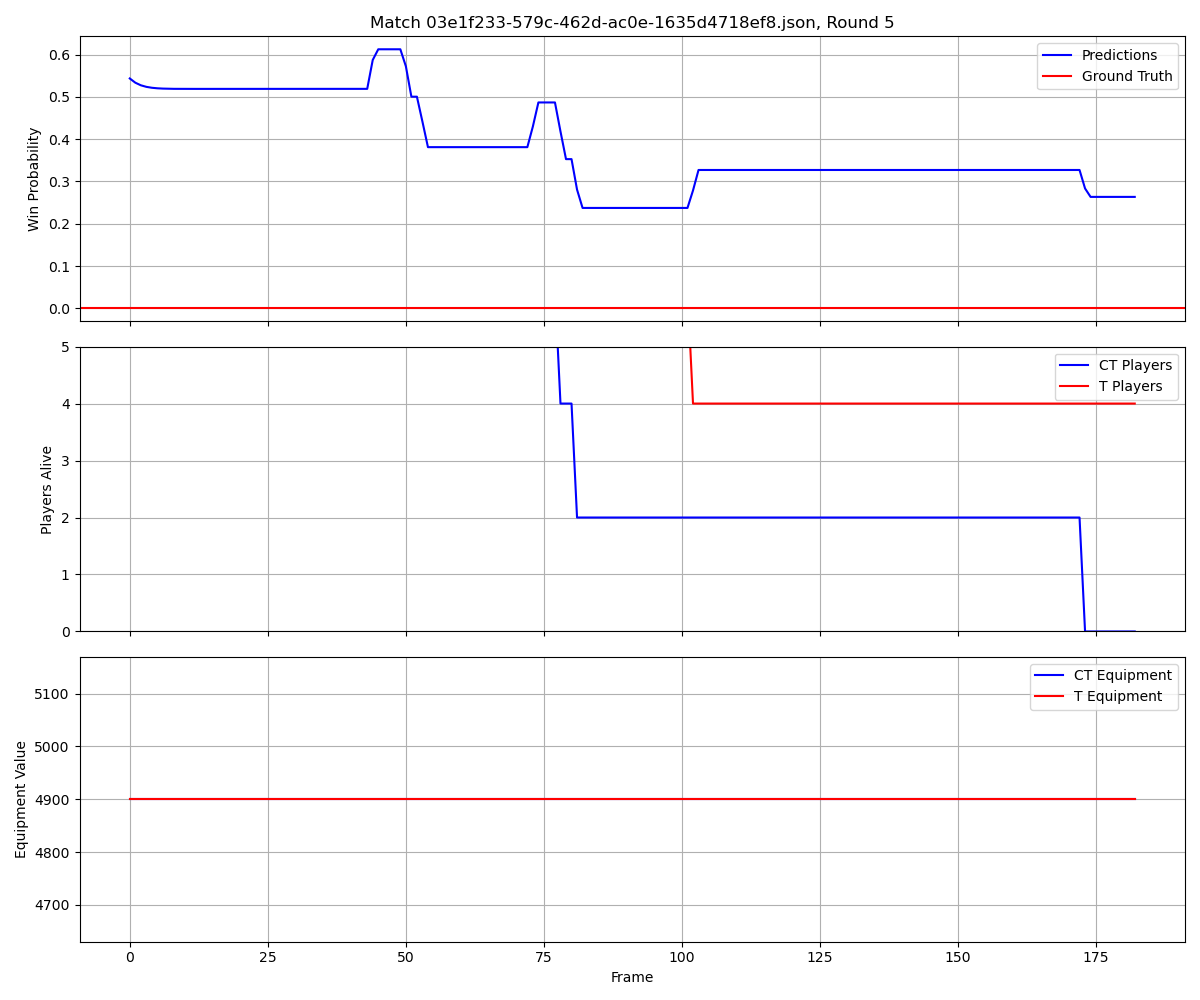 Match 03e1f233-579c-462d-ac0e-1635d4718ef8.json, Round 5
Win Probability
0.6
0.5
0.4
0.3
0.2
0.1
0.0
Predictions
Ground Truth
Players Alive
5
4
3
2
1
0
CT Players
T Players
Equipment Value
5100
5000
4900
4800
4700
CT Equipment
T Equipment
0 25 50 75 100 125 150 175
Frame